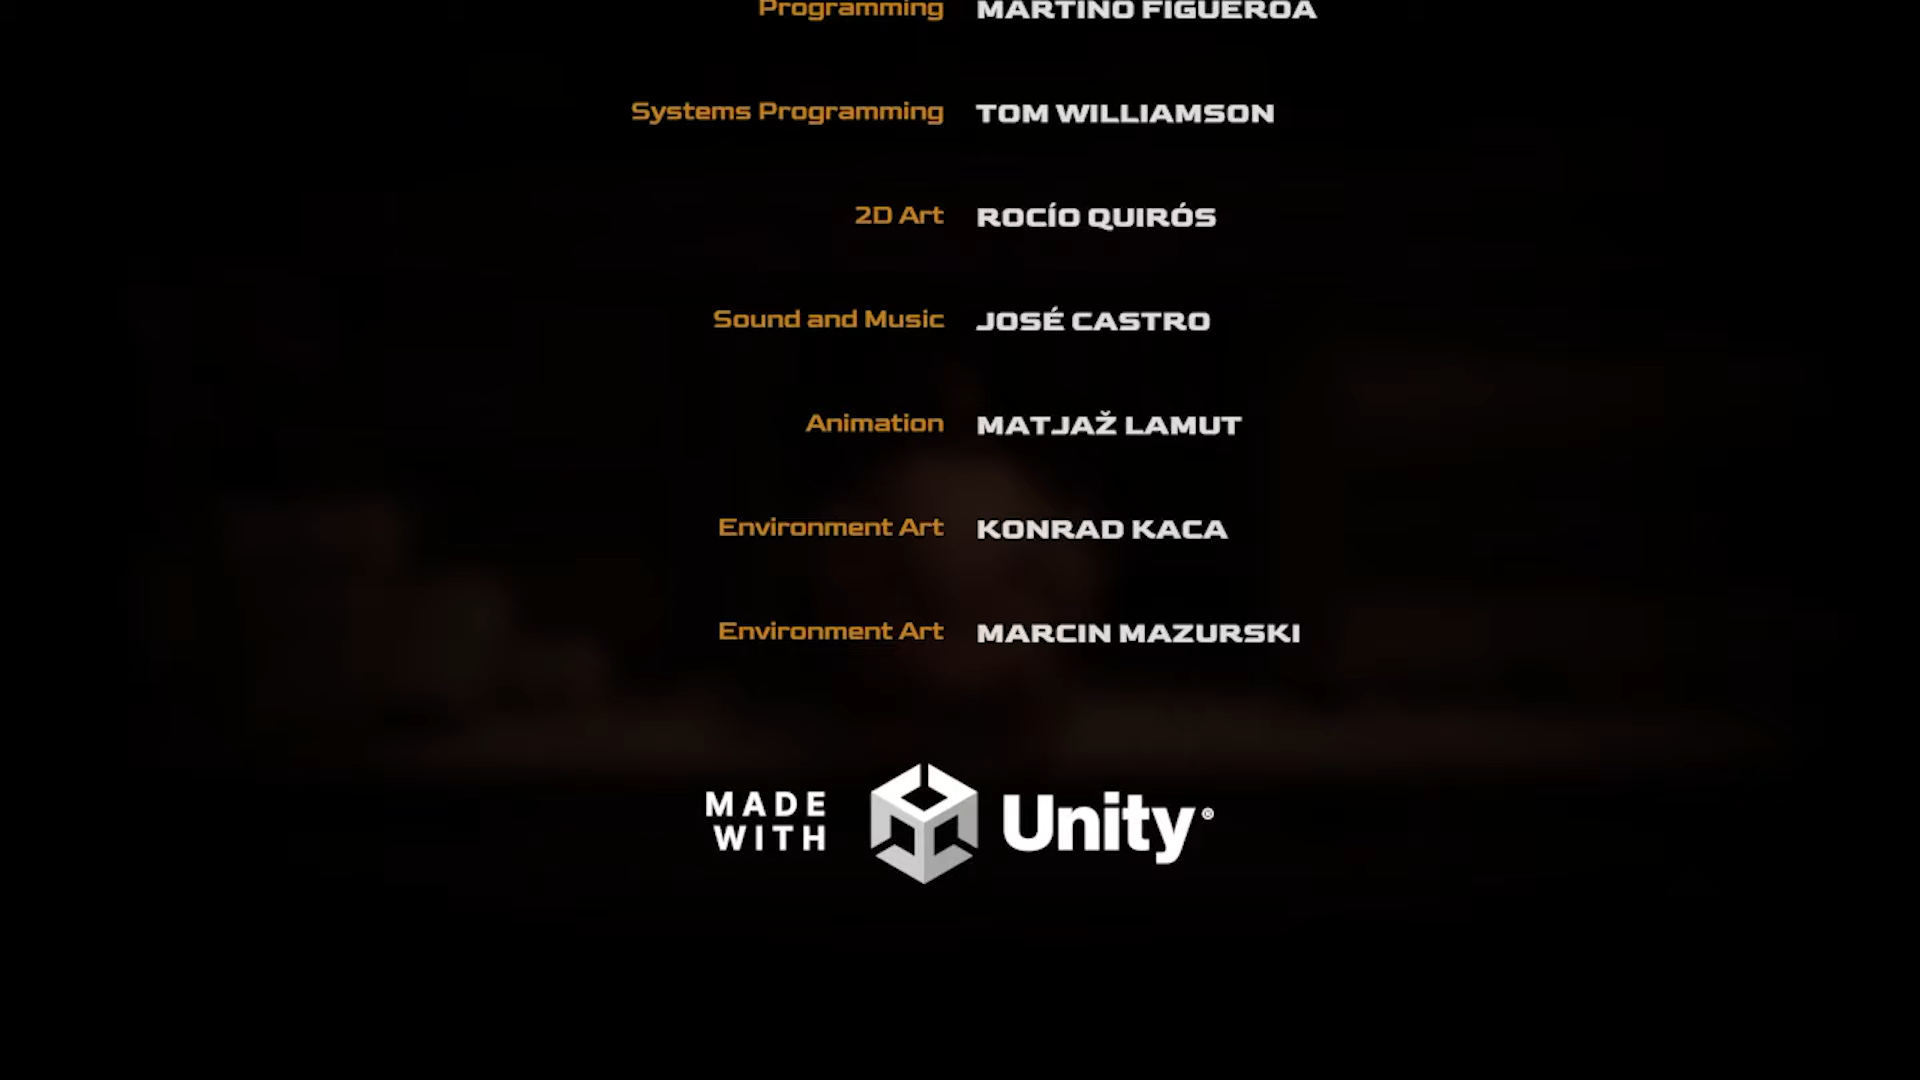 Programming MARTINO FIGUEROA
Systems Programming TOM WILLIAMSON
2D Art ROCÍO QUIRÓS
Sound and Music JOSÉ CASTRO
Animation MATJAŽ LAMUT
Environment Art KONRAD KACA
Environment Art MARCIN MAZURSKI
MADE WITH Unity®